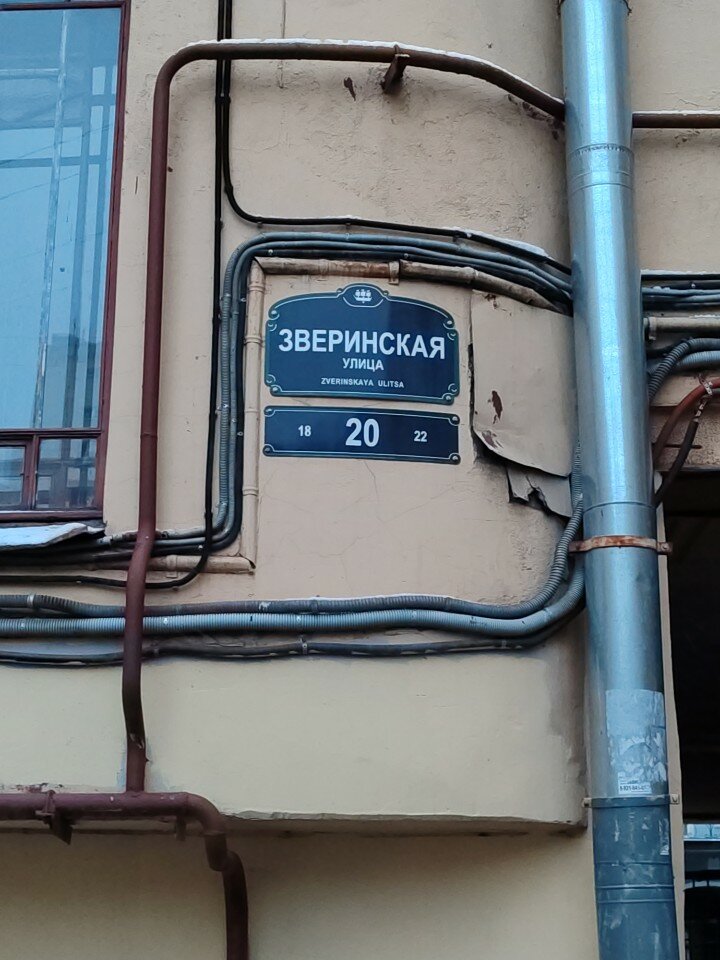 ЗВЕРИНСКАЯ
УЛИЦА
ZVERINSKAYA ULITSA
18 20 22